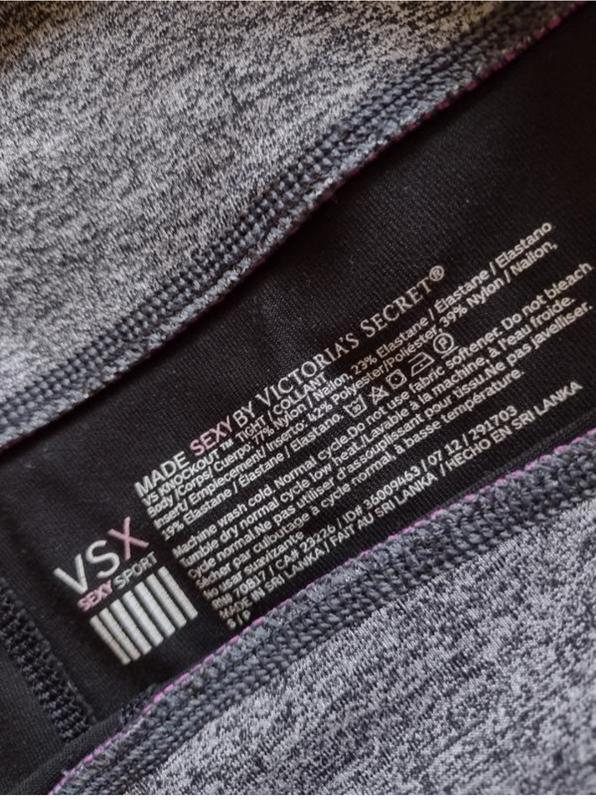 VSX
SEXY SPORT
MADE SEXY BY VICTORIA'S SECRET®
VS KNOCKOUT™ TIGHT / COLLANT
Body/Corps/Cuerpo: 77% Nylon / Nailon, 23% Elastane / Élastane / Elastano
Insert/ Emplecement/Inserto: 42% Polyester/Poliéster, 39% Nylon / Nailon,
19% Elastane / Élastane / Elastano
Machine wash cold. Normal cycle. Do not use fabric softener. Do not bleach
Tumble dry normal cycle low heat./Lavable à la machine, à l'eau froide.
Cycle normal. Ne pas utiliser d'assouplissant pour tissu. Ne pas javelliser.
Sécher par culbutage à cycle normal, à basse température.
No usar suavizante
RN# 70817 / CA# 23226 / ID# 36009463 / 07 12 / 291703
MADE IN SRI LANKA / FAIT AU SRI LANKA / HECHO EN SRI LANKA
S / P